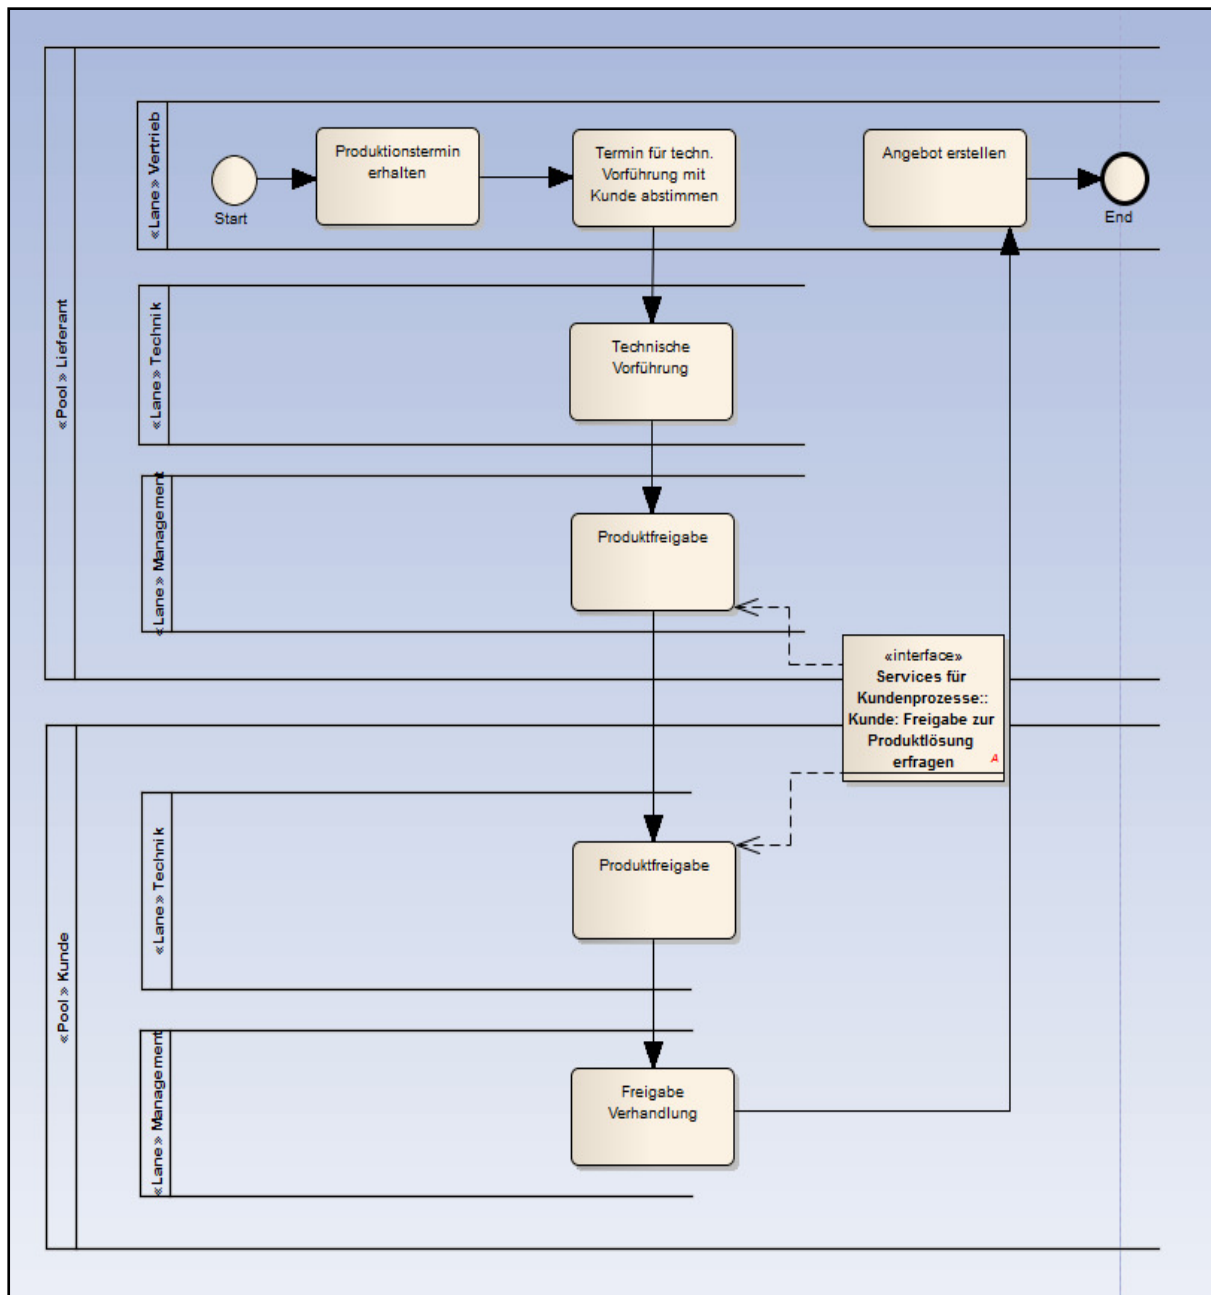 «Pool» Lieferant
«Lane» Vertrieb
Start
Produktionstermin
erhalten
Termin für techn.
Vorführung mit
Kunde abstimmen
Angebot erstellen
End
«Lane» Technik
Technische
Vorführung
«Lane» Management
Produktfreigabe
«interface»
Services für
Kundenprozesse::
Kunde: Freigabe zur
Produktlösung
erfragen
A
«Pool» Kunde
«Lane» Technik
Produktfreigabe
«Lane» Management
Freigabe
Verhandlung